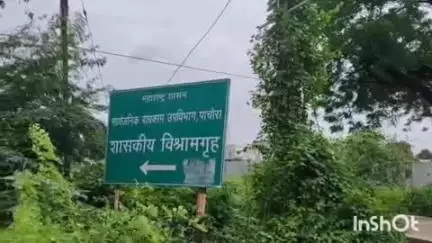 महाराष्ट्र शासन
सार्वजनिक बांधकाम उपविभाग, पाचोरा
शासकीय विश्रामगृह
InShOt